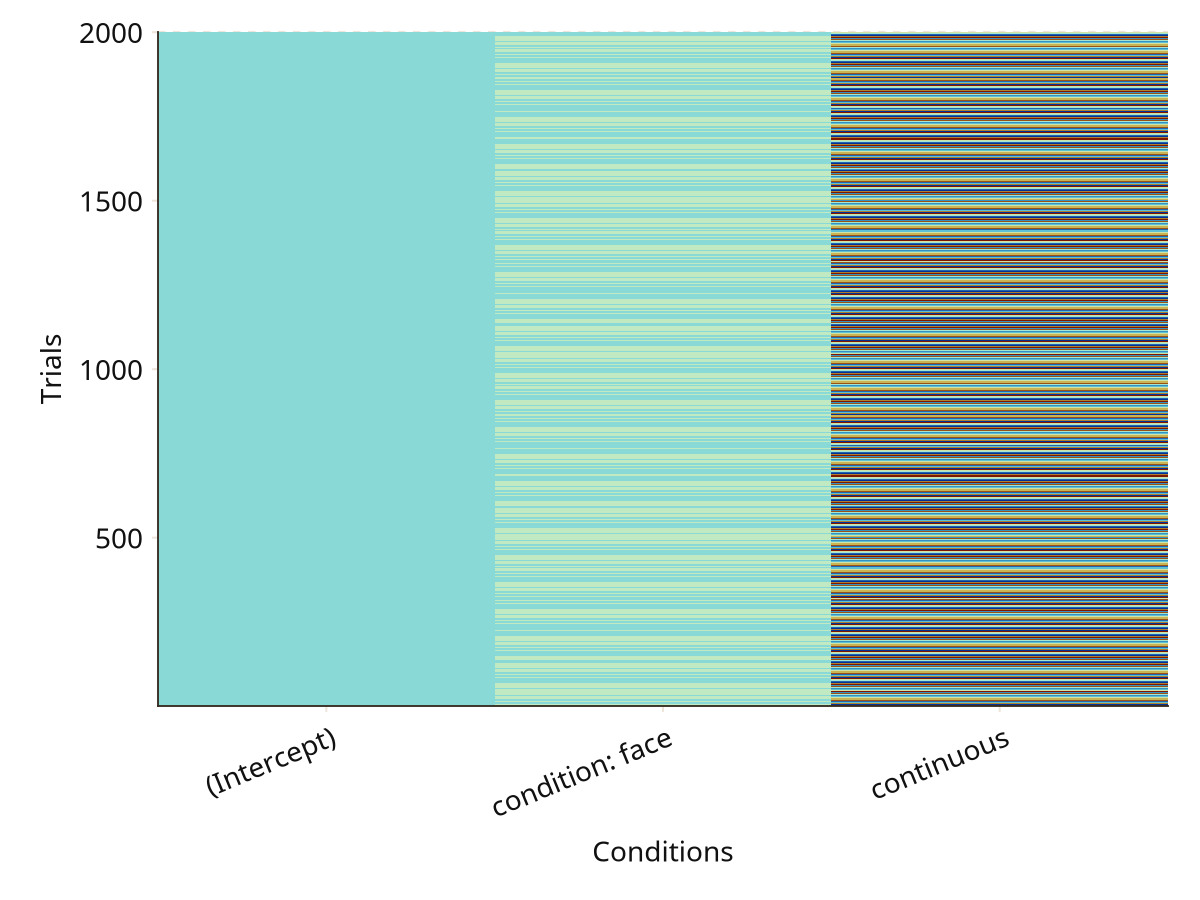 2000
1500
1000
500
Trials
(Intercept)
condition: face
continuous
Conditions